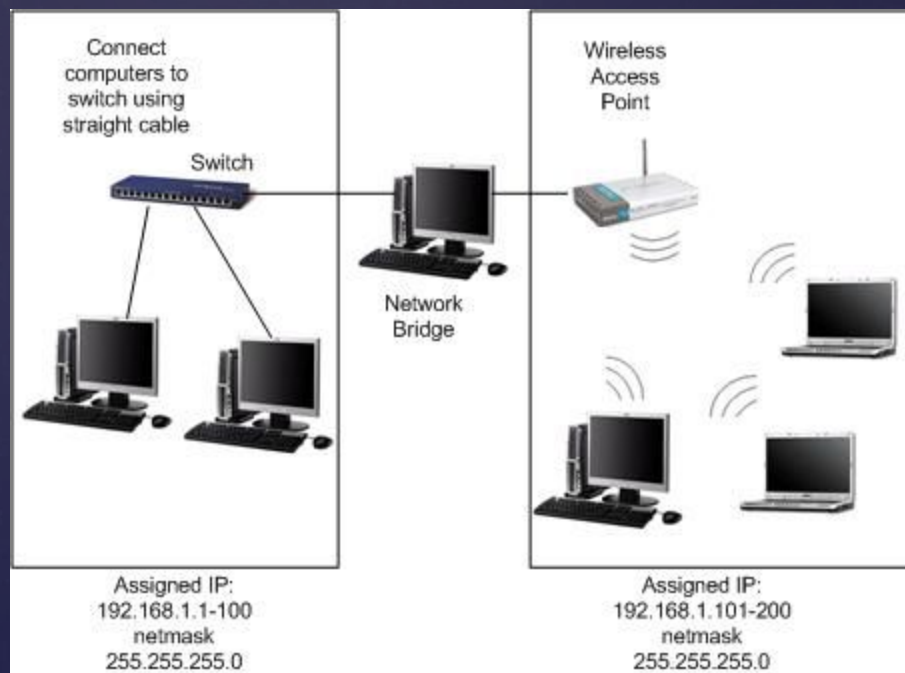 Connect
computers to
switch using
straight cable
Switch
Wireless
Access
Point
Network
Bridge
Assigned IP:
192.168.1.1-100
netmask
255.255.255.0
Assigned IP:
192.168.1.101-200
netmask
255.255.255.0